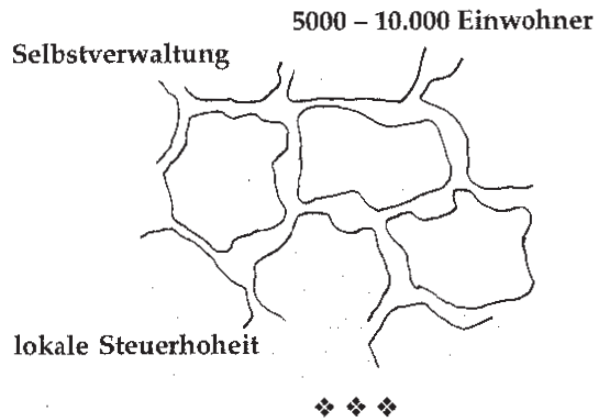 5000 – 10.000 Einwohner
Selbstverwaltung
lokale Steuerhoheit